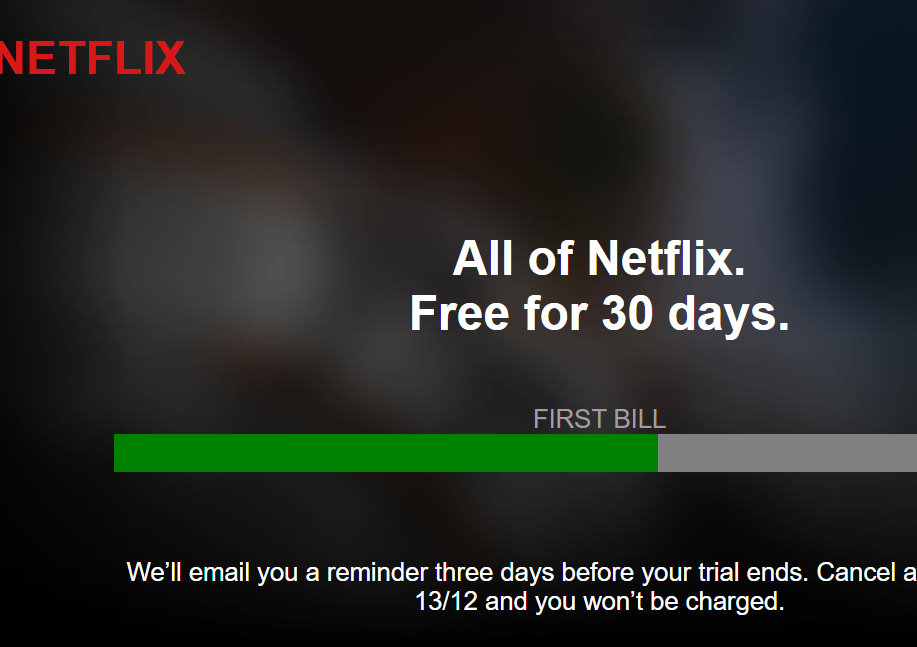 NETFLIX
All of Netflix.
Free for 30 days.
FIRST BILL
We’ll email you a reminder three days before your trial ends. Cancel a
13/12 and you won’t be charged.